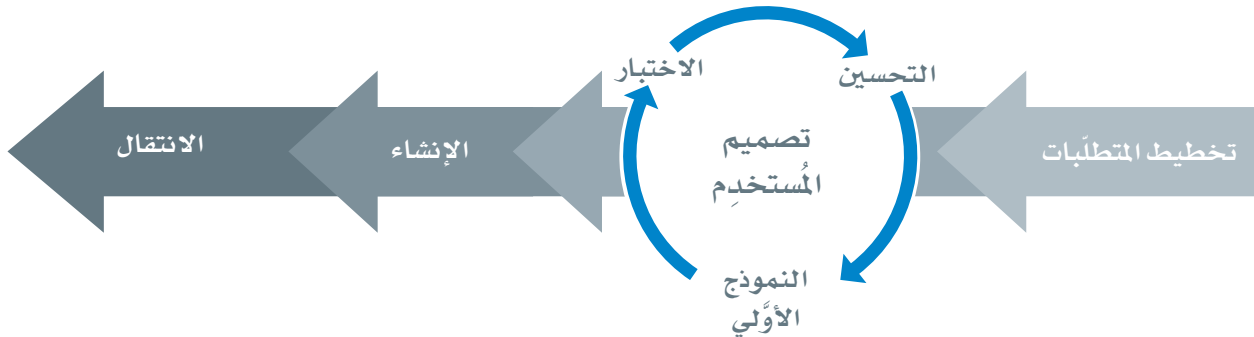 تخطيط المتطلّبات
التحسين
الاختبار
تصميم
المُستخدِم
النموذج
الأوَّلي
الإنشاء
الانتقال